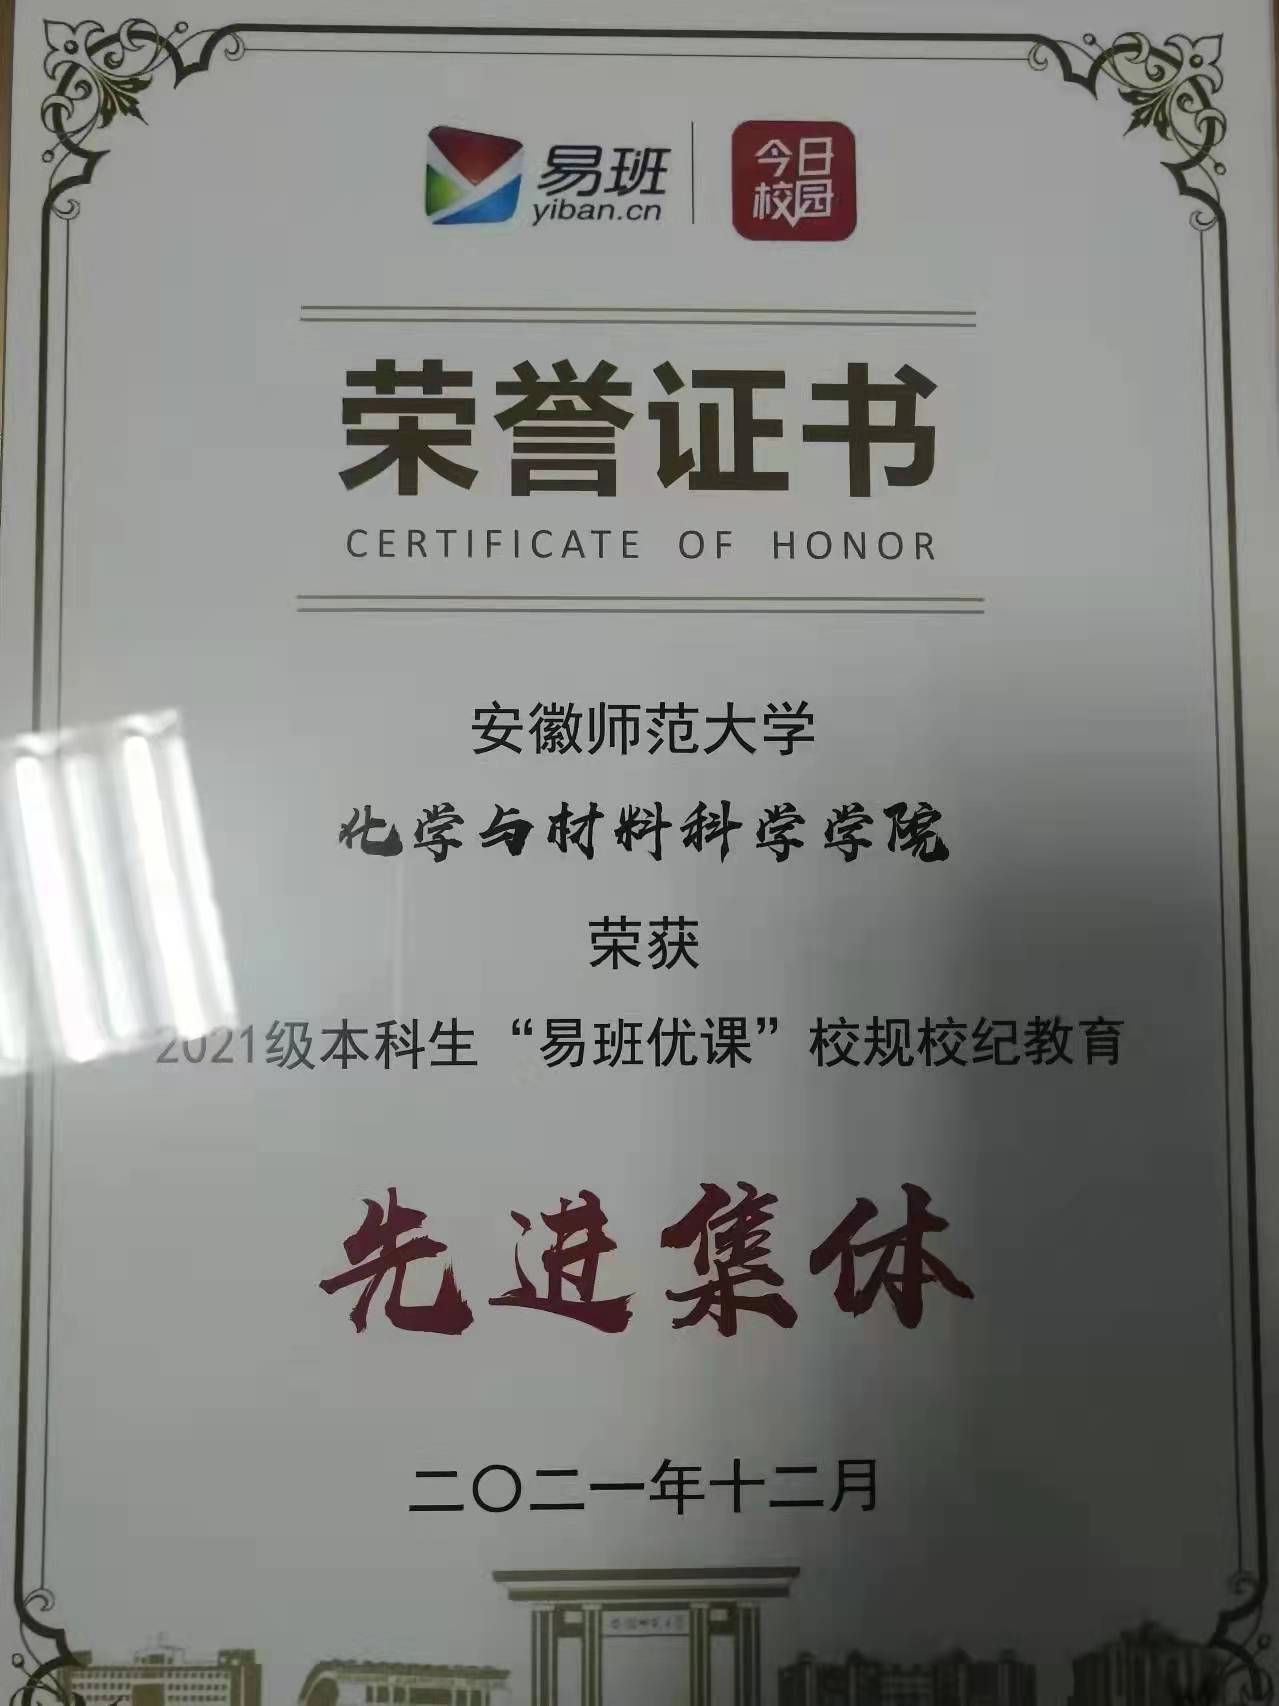 易班
yiban.cn
今日
校园
荣誉证书
CERTIFICATE OF HONOR
安徽师范大学
化学与材料科学学院
荣获
2021级本科生“易班优课”校规校纪教育
先进集体
二〇二一年十二月